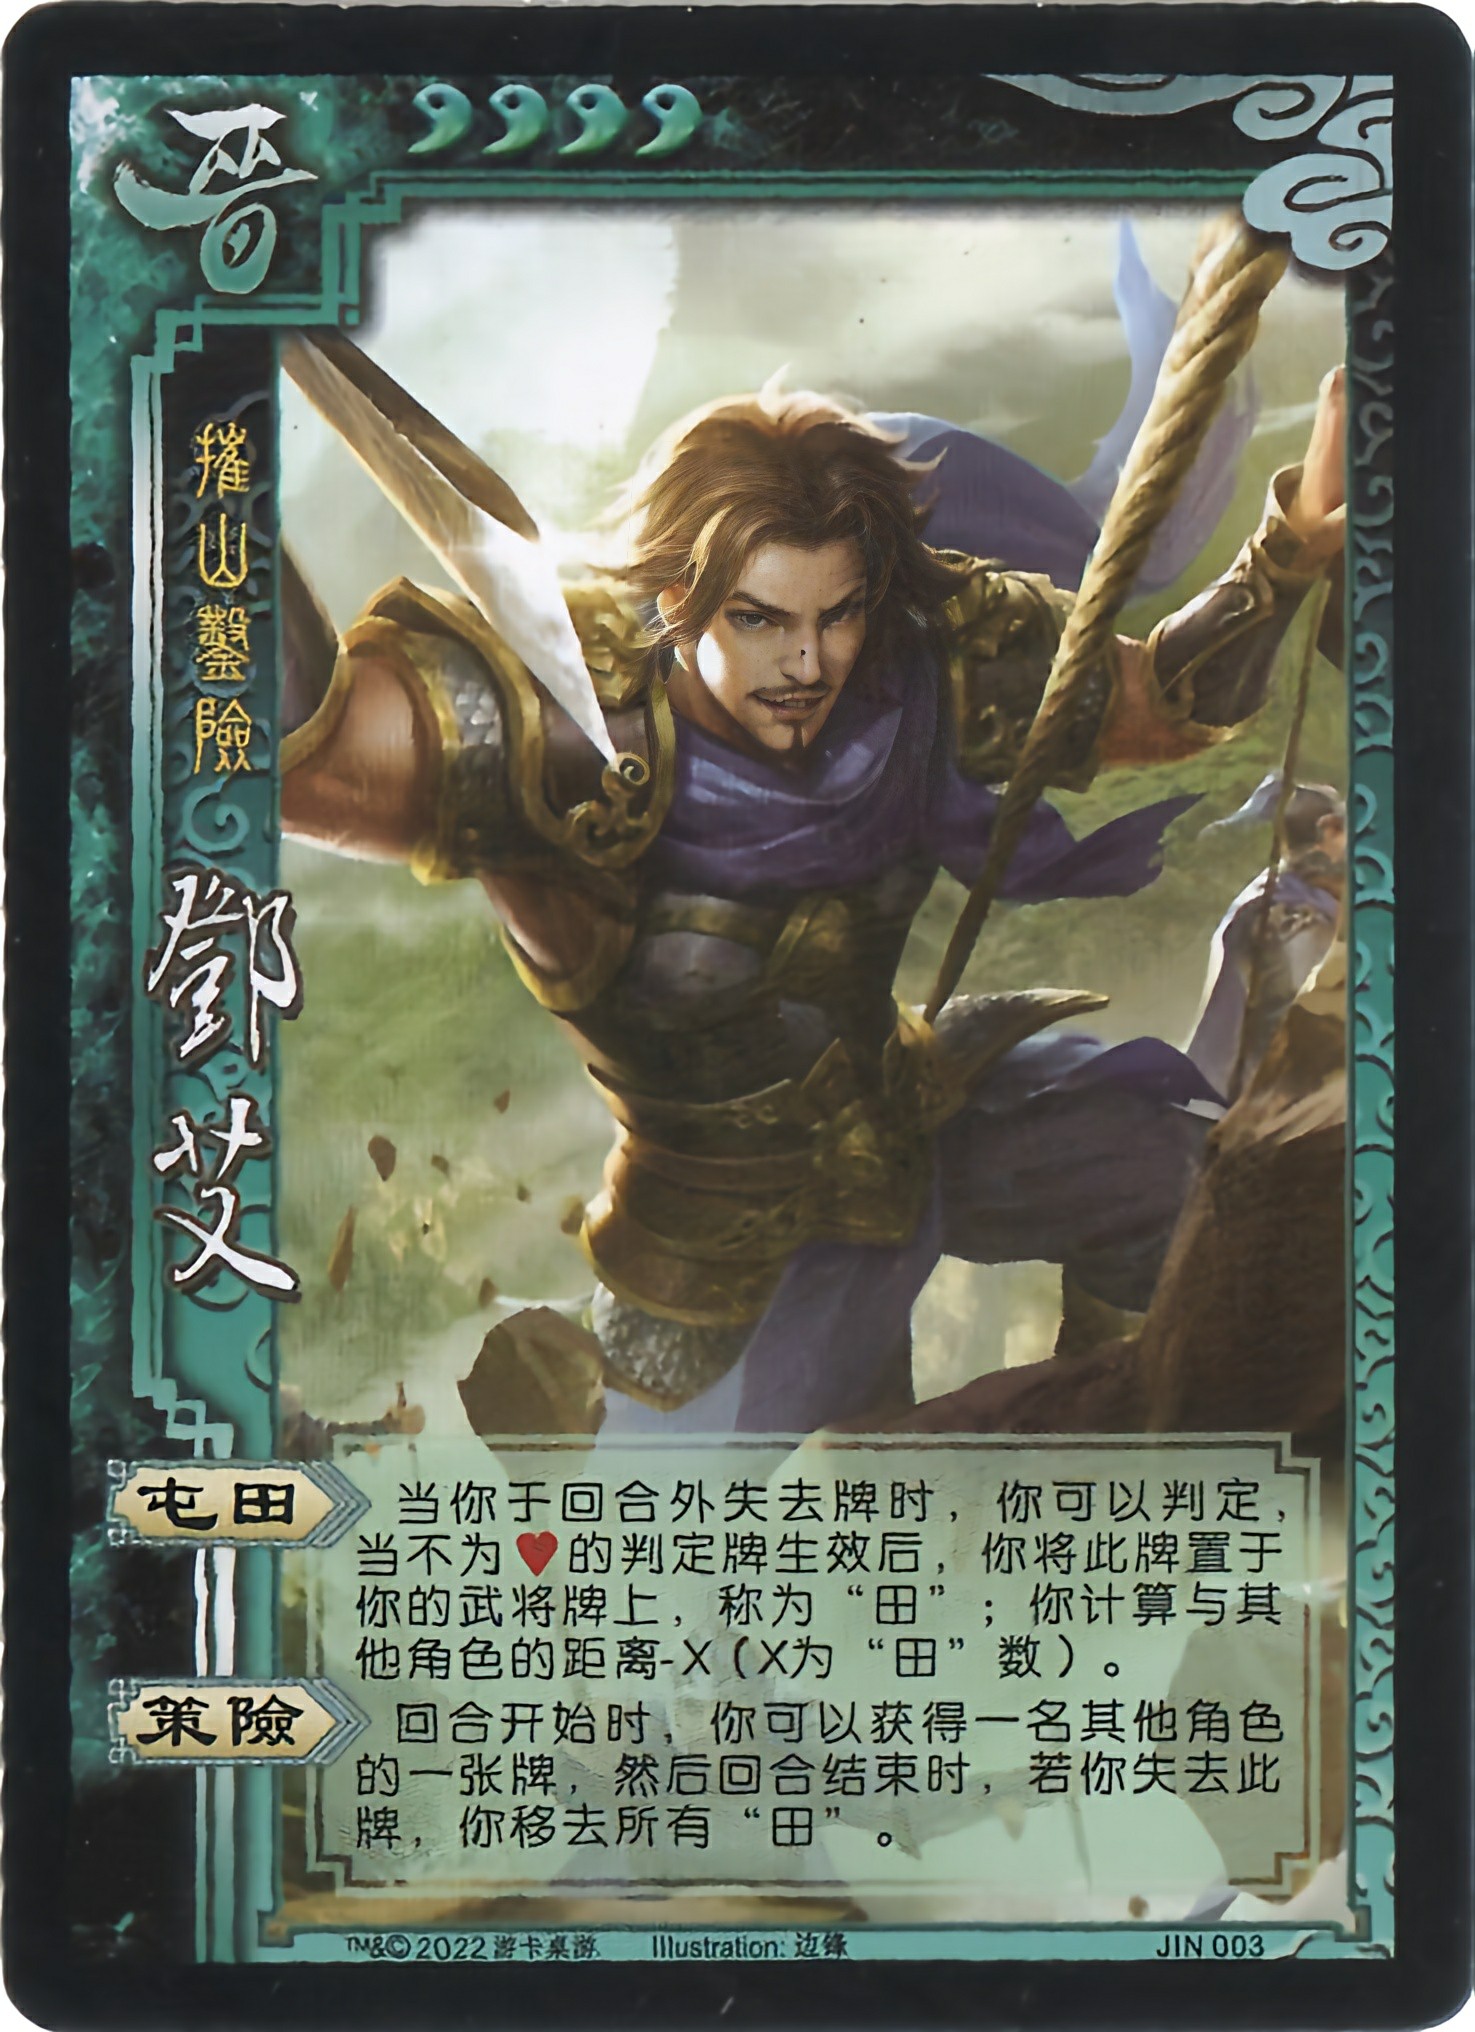 晋
摧山鑿險
鄧艾
屯田
当你于回合外失去牌时，你可以判定，
当不为♥的判定牌生效后，你将此牌置于
你的武将牌上，称为“田”；你计算与其
他角色的距离-X（X为“田”数）。
策險
回合开始时，你可以获得一名其他角色
的一张牌，然后回合结束时，若你失去此
牌，你移去所有“田”。
™&©2022 游卡桌游 Illustration: 边锋 JIN 003